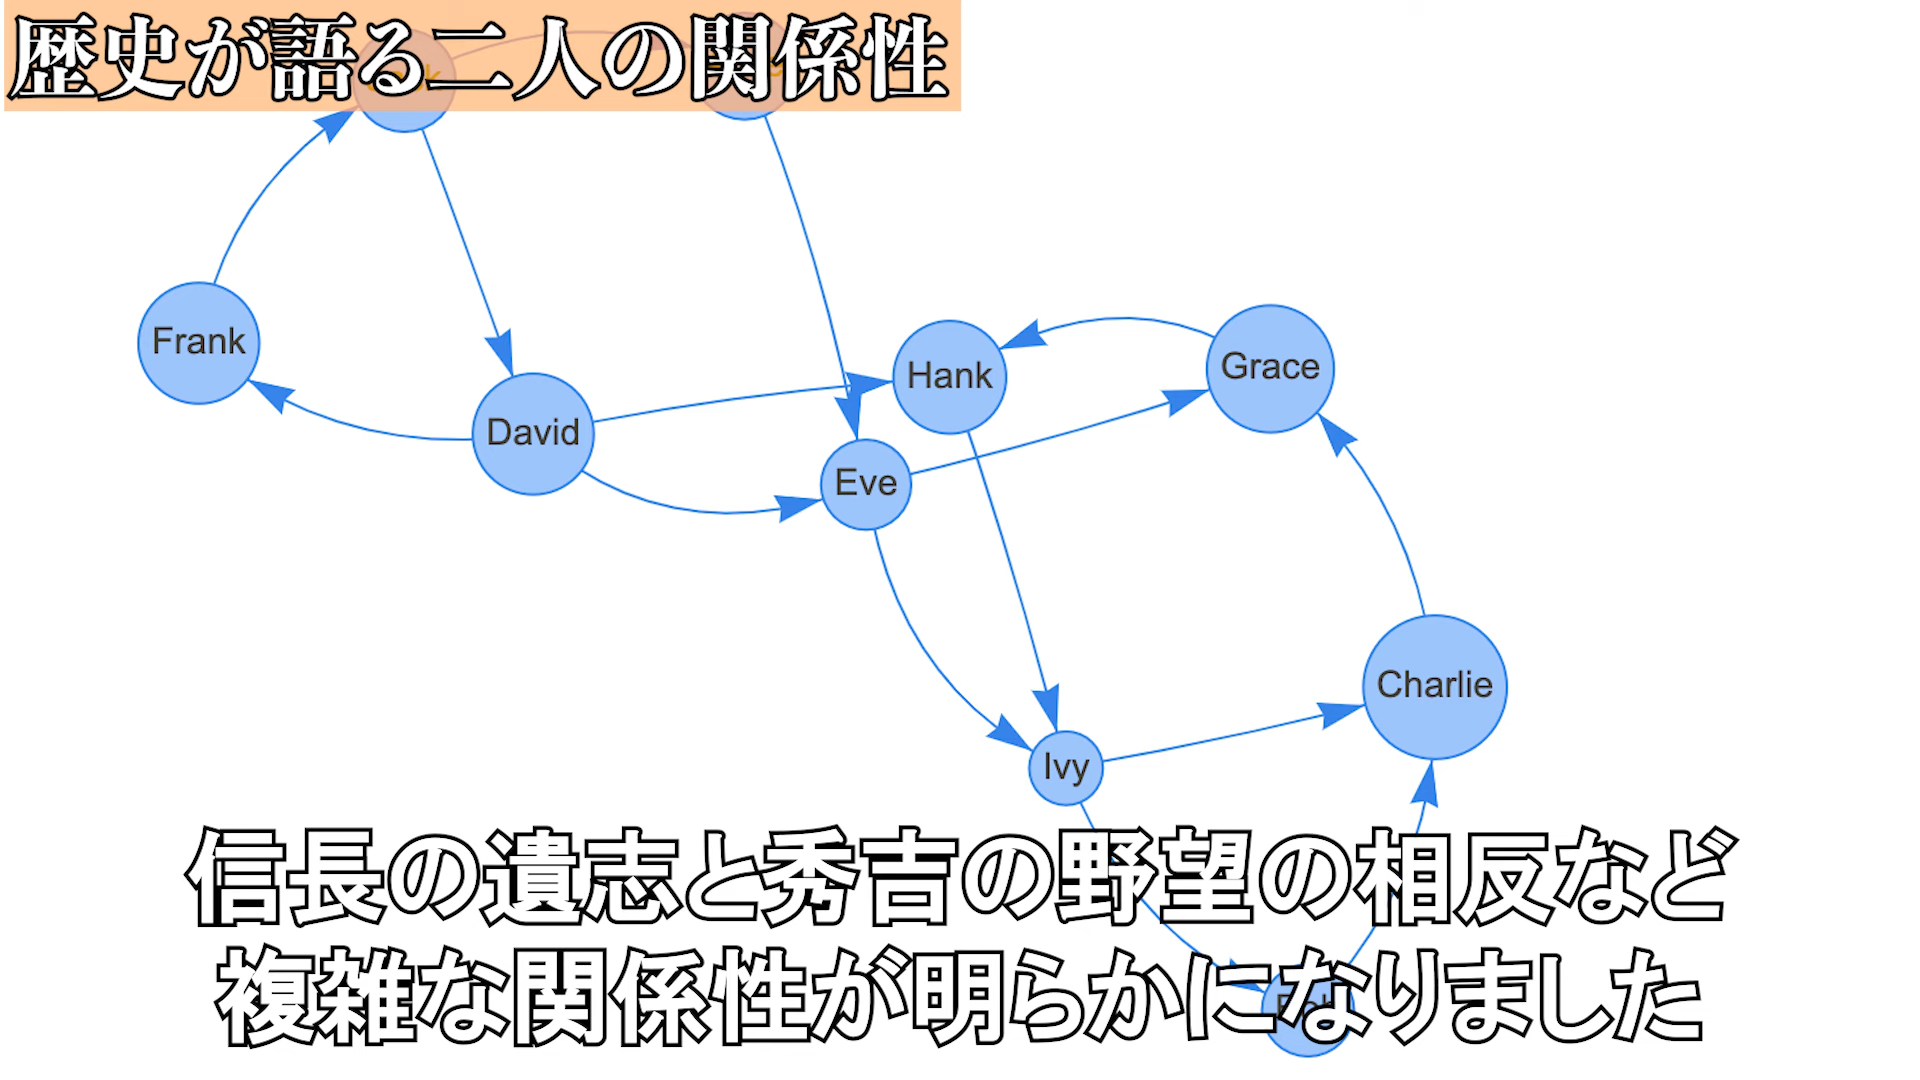 歴史が語る二人の関係性
Frank
Hank
Grace
David
Eve
Charlie
Ivy
信長の遺志と秀吉の野望の相反など
複雑な関係性が明らかになりました